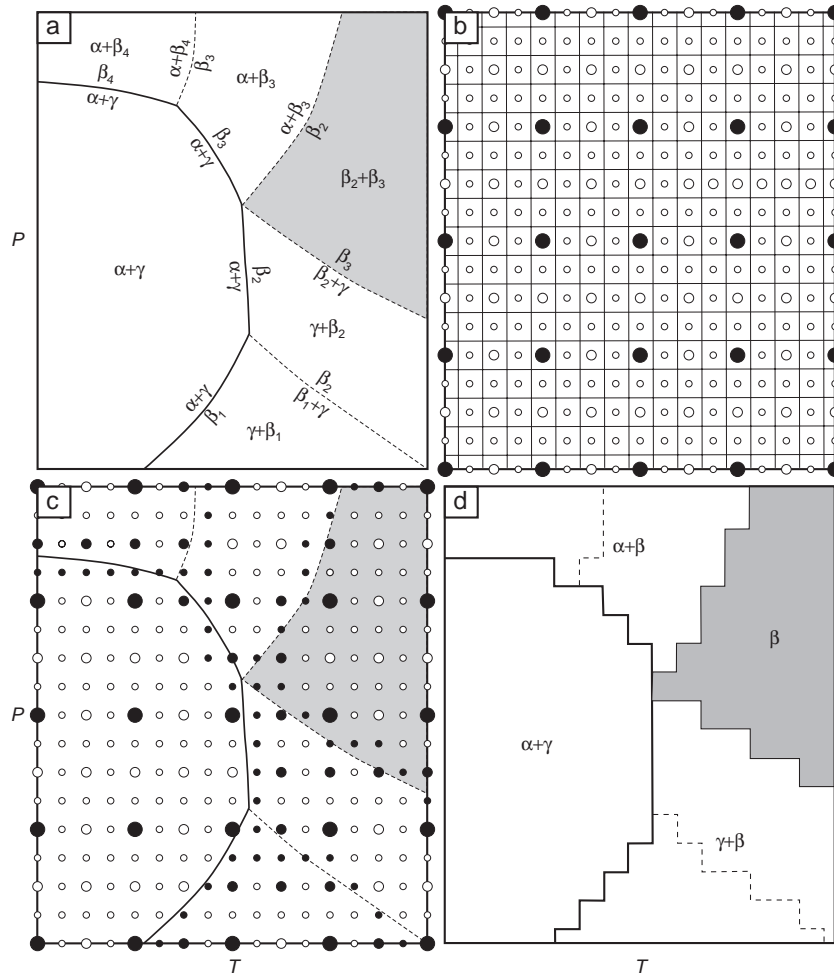 a
α+β₄
β₄
α+γ
α+β₄
β₃
α+β₃
α+β₃
β₂
β₃
α+γ
β₂+β₃
P
α+γ
α+γ
β₂
β₃
β₂+γ
γ+β₂
α+γ
β₁
β₂
β₁+γ
γ+β₁
b
c
P
T
d
α+β
β
α+γ
γ+β
T